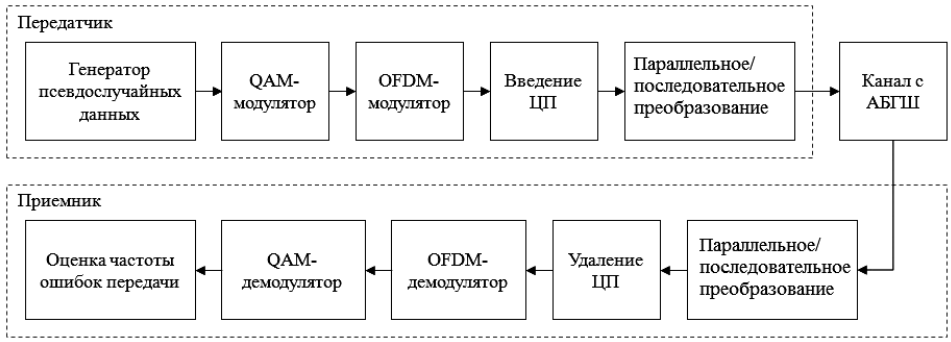 Передатчик
Генератор
псевдослучайных
данных
QAM-
модулятор
OFDM-
модулятор
Введение
ЦП
Параллельное/
последовательное
преобразование
Канал с
АБГШ
Приемник
Оценка частоты
ошибок передачи
QAM-
демодулятор
OFDM-
демодулятор
Удаление
ЦП
Параллельное/
последовательное
преобразование